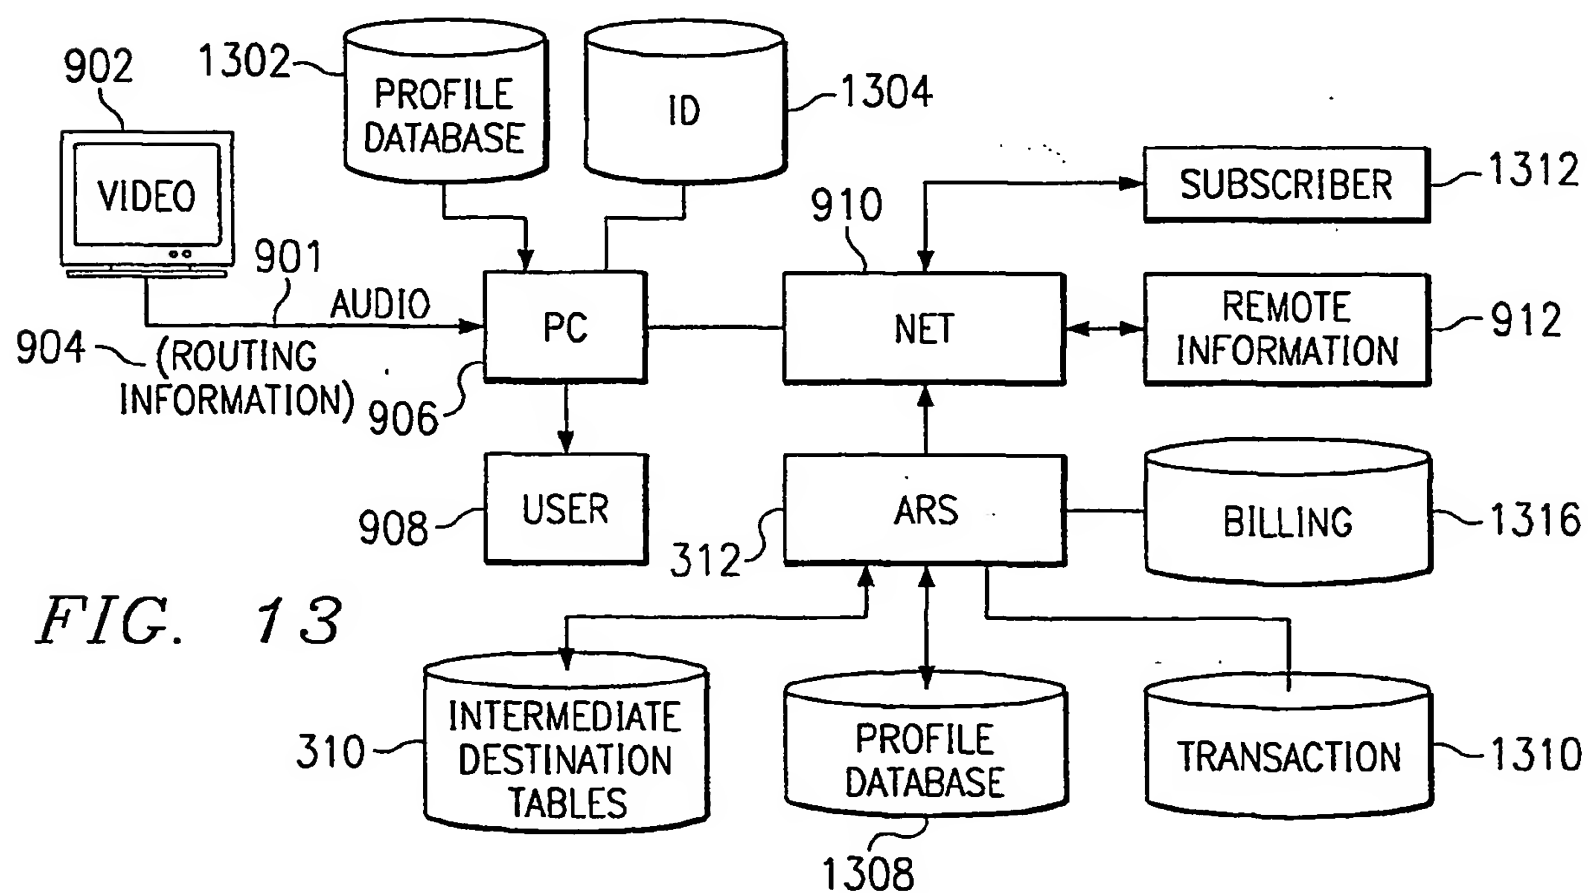 902
VIDEO
1302
PROFILE
DATABASE
ID
1304
901
AUDIO
904
(ROUTING
INFORMATION)
PC
906
USER
908
910
NET
SUBSCRIBER
1312
REMOTE
INFORMATION
912
ARS
312
BILLING
1316
FIG. 13
310
INTERMEDIATE
DESTINATION
TABLES
PROFILE
DATABASE
1308
TRANSACTION
1310